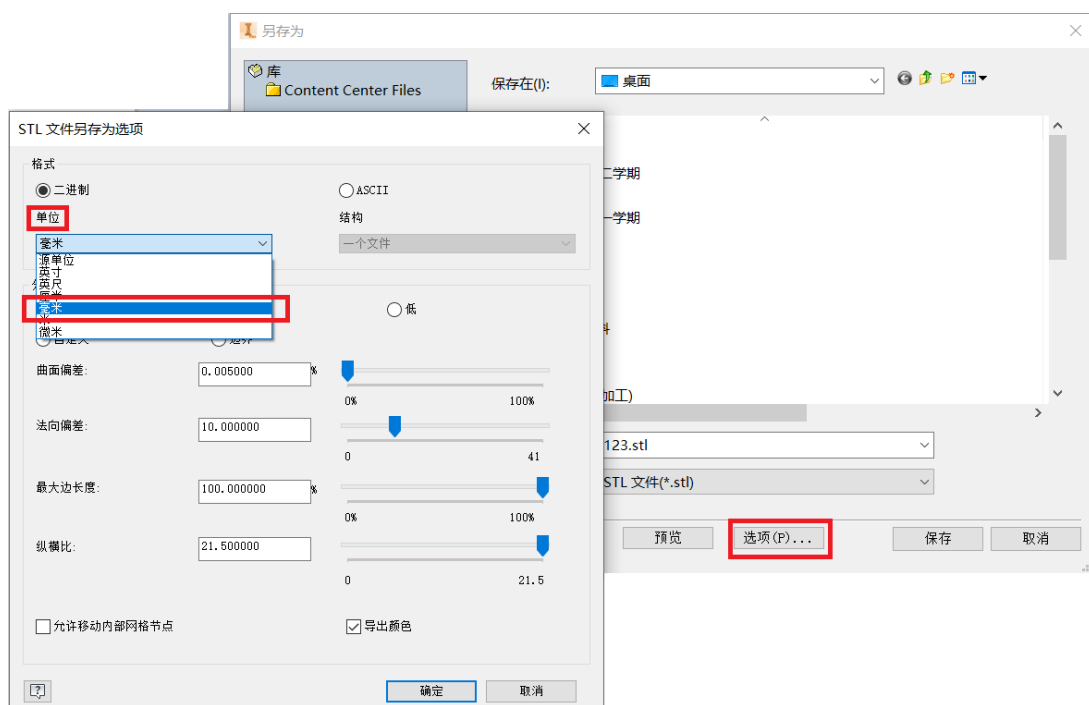 另存为
库
Content Center Files
保存在(I):
桌面
STL 文件另存为选项
格式
二进制
ASCII
单位
结构
毫米
一个文件
源单位
英寸
英尺
厘米
毫米
米
微米
低
自定义
边界
曲面偏差:
0.005000
%
0%
100%
法向偏差:
10.000000
0
41
最大边长度:
100.000000
%
0%
100%
纵横比:
21.500000
0
21.5
允许移动内部网格节点
导出颜色
确定
取消
二学期
一学期
料
加工)
123.stl
STL 文件(*.stl)
预览
选项(P)...
保存
取消